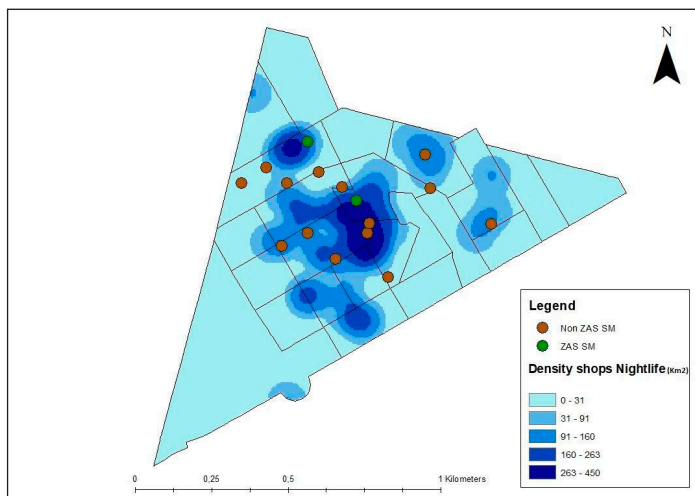 N
Legend
Non ZAS SM
ZAS SM
Density shops Nightlife (Km2)
0 - 31
31 - 91
91 - 160
160 - 263
263 - 450
0 0,25 0,5 1 Kilometers